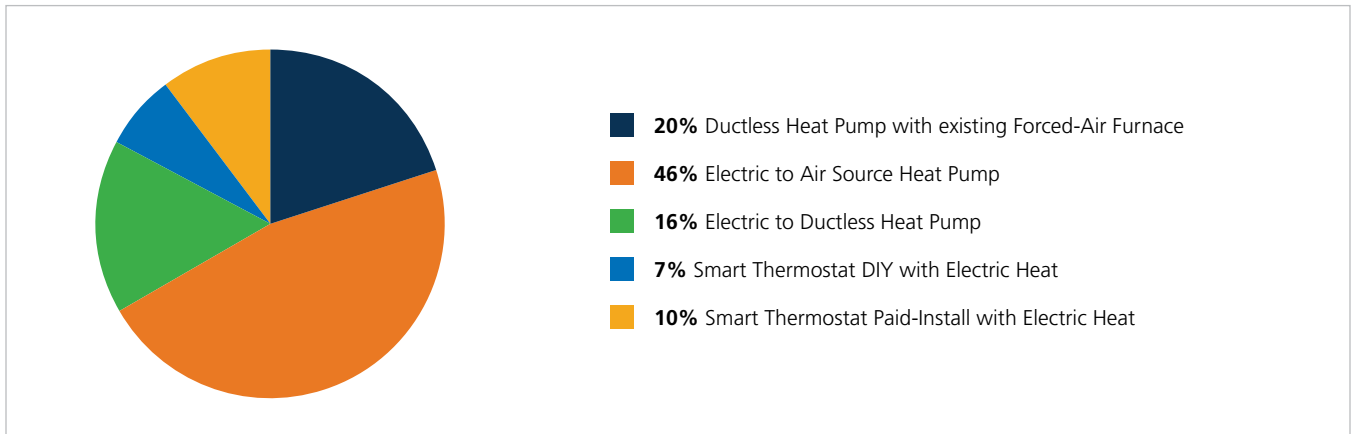 20% Ductless Heat Pump with existing Forced-Air Furnace
46% Electric to Air Source Heat Pump
16% Electric to Ductless Heat Pump
7% Smart Thermostat DIY with Electric Heat
10% Smart Thermostat Paid-Install with Electric Heat